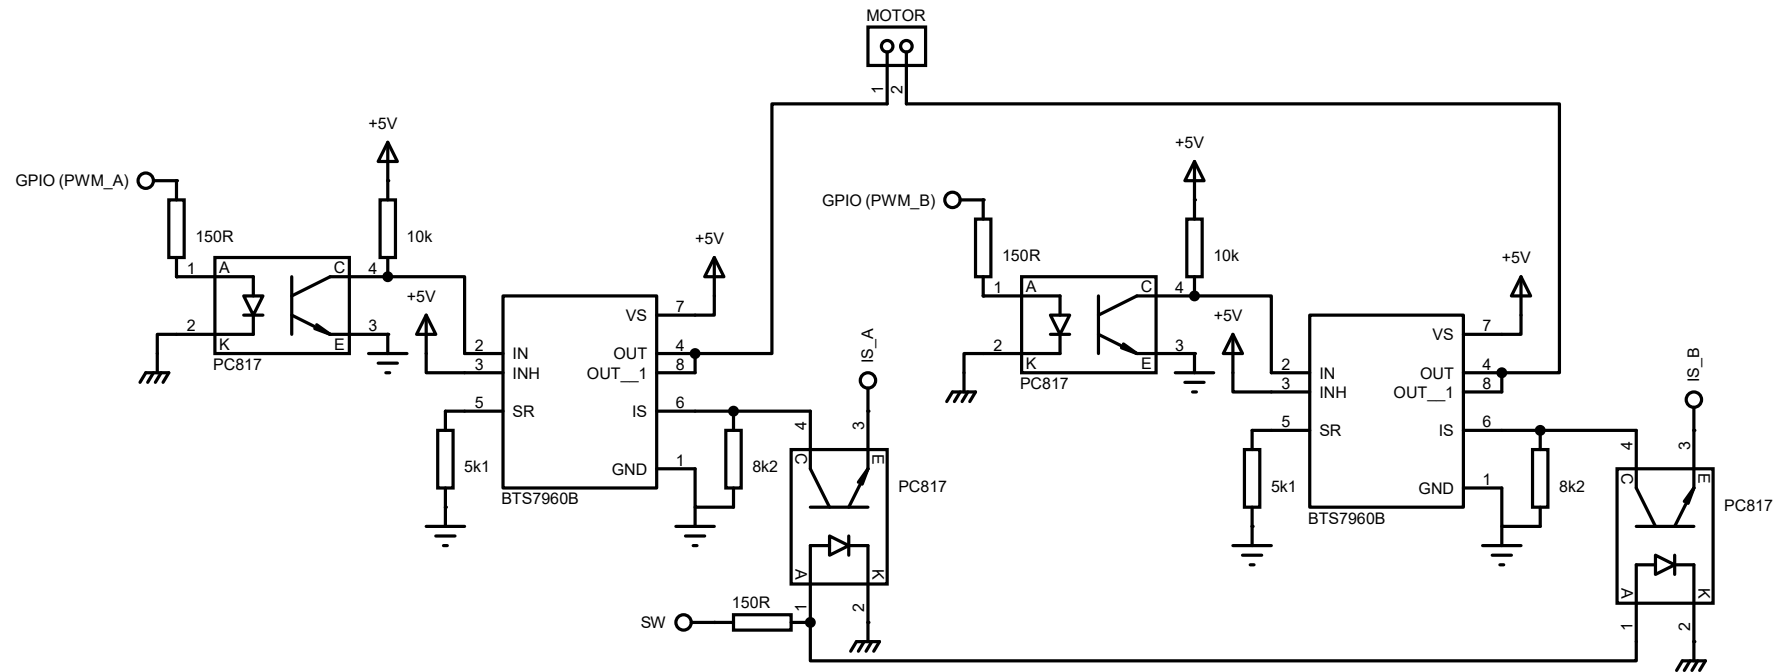 MOTOR
1
2
+5V
GPIO (PWM_A)
150R
10k
1
A
C
4
2
K
E
3
PC817
+5V
+5V
2
IN
3
INH
5
SR
VS
7
OUT
4
OUT__1
8
IS
6
GND
1
BTS7960B
5k1
8k2
IS_A
4
3
C
E
PC817
A
K
1
2
SW
150R
+5V
GPIO (PWM_B)
150R
10k
1
A
C
4
2
K
E
3
PC817
+5V
+5V
2
IN
3
INH
5
SR
VS
7
OUT
4
OUT__1
8
IS
6
GND
1
BTS7960B
5k1
8k2
IS_B
4
3
C
E
PC817
A
K
1
2